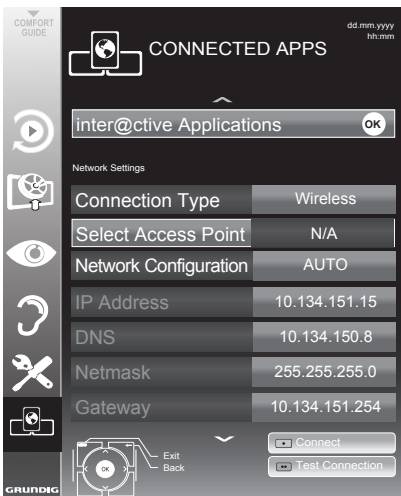 COMFORT
GUIDE
dd.mm.yyyy
hh:mm
CONNECTED APPS
inter@ctive Applications OK
Network Settings
Connection Type Wireless
Select Access Point N/A
Network Configuration AUTO
IP Address 10.134.151.15
DNS 10.134.150.8
Netmask 255.255.255.0
Gateway 10.134.151.254
Exit
Back
OK
Connect
Test Connection
GRUNDIG